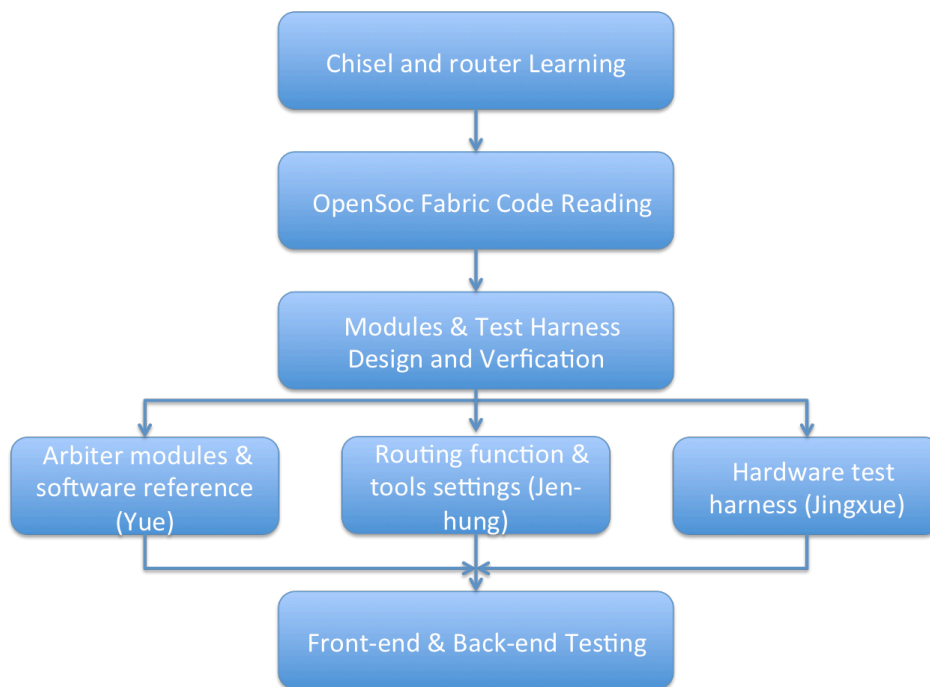 Chisel and router Learning
OpenSoc Fabric Code Reading
Modules & Test Harness
Design and Verfication
Arbiter modules &
software reference
(Yue)
Routing function &
tools settings (Jen-
hung)
Hardware test
harness (Jingxue)
Front-end & Back-end Testing